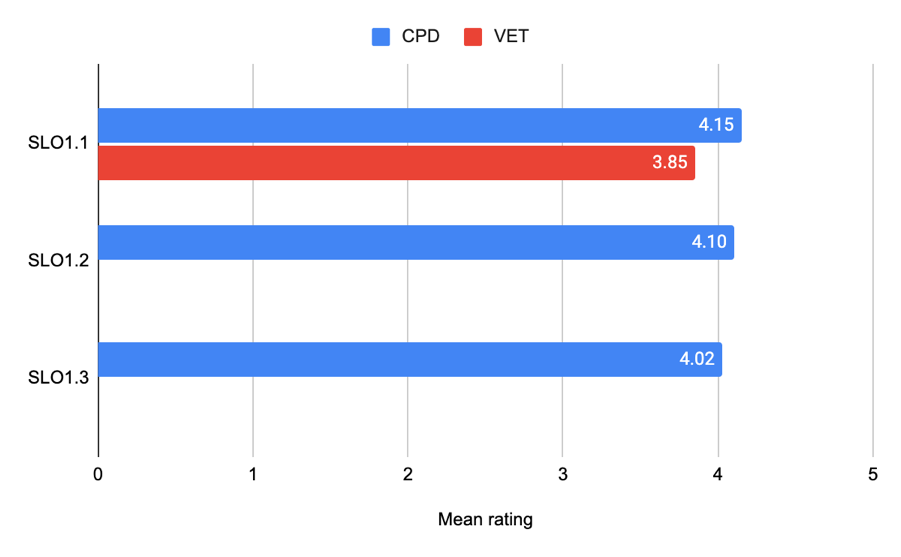 CPD VET
SLO1.1
4.15
3.85
SLO1.2
4.10
SLO1.3
4.02
0 1 2 3 4 5
Mean rating